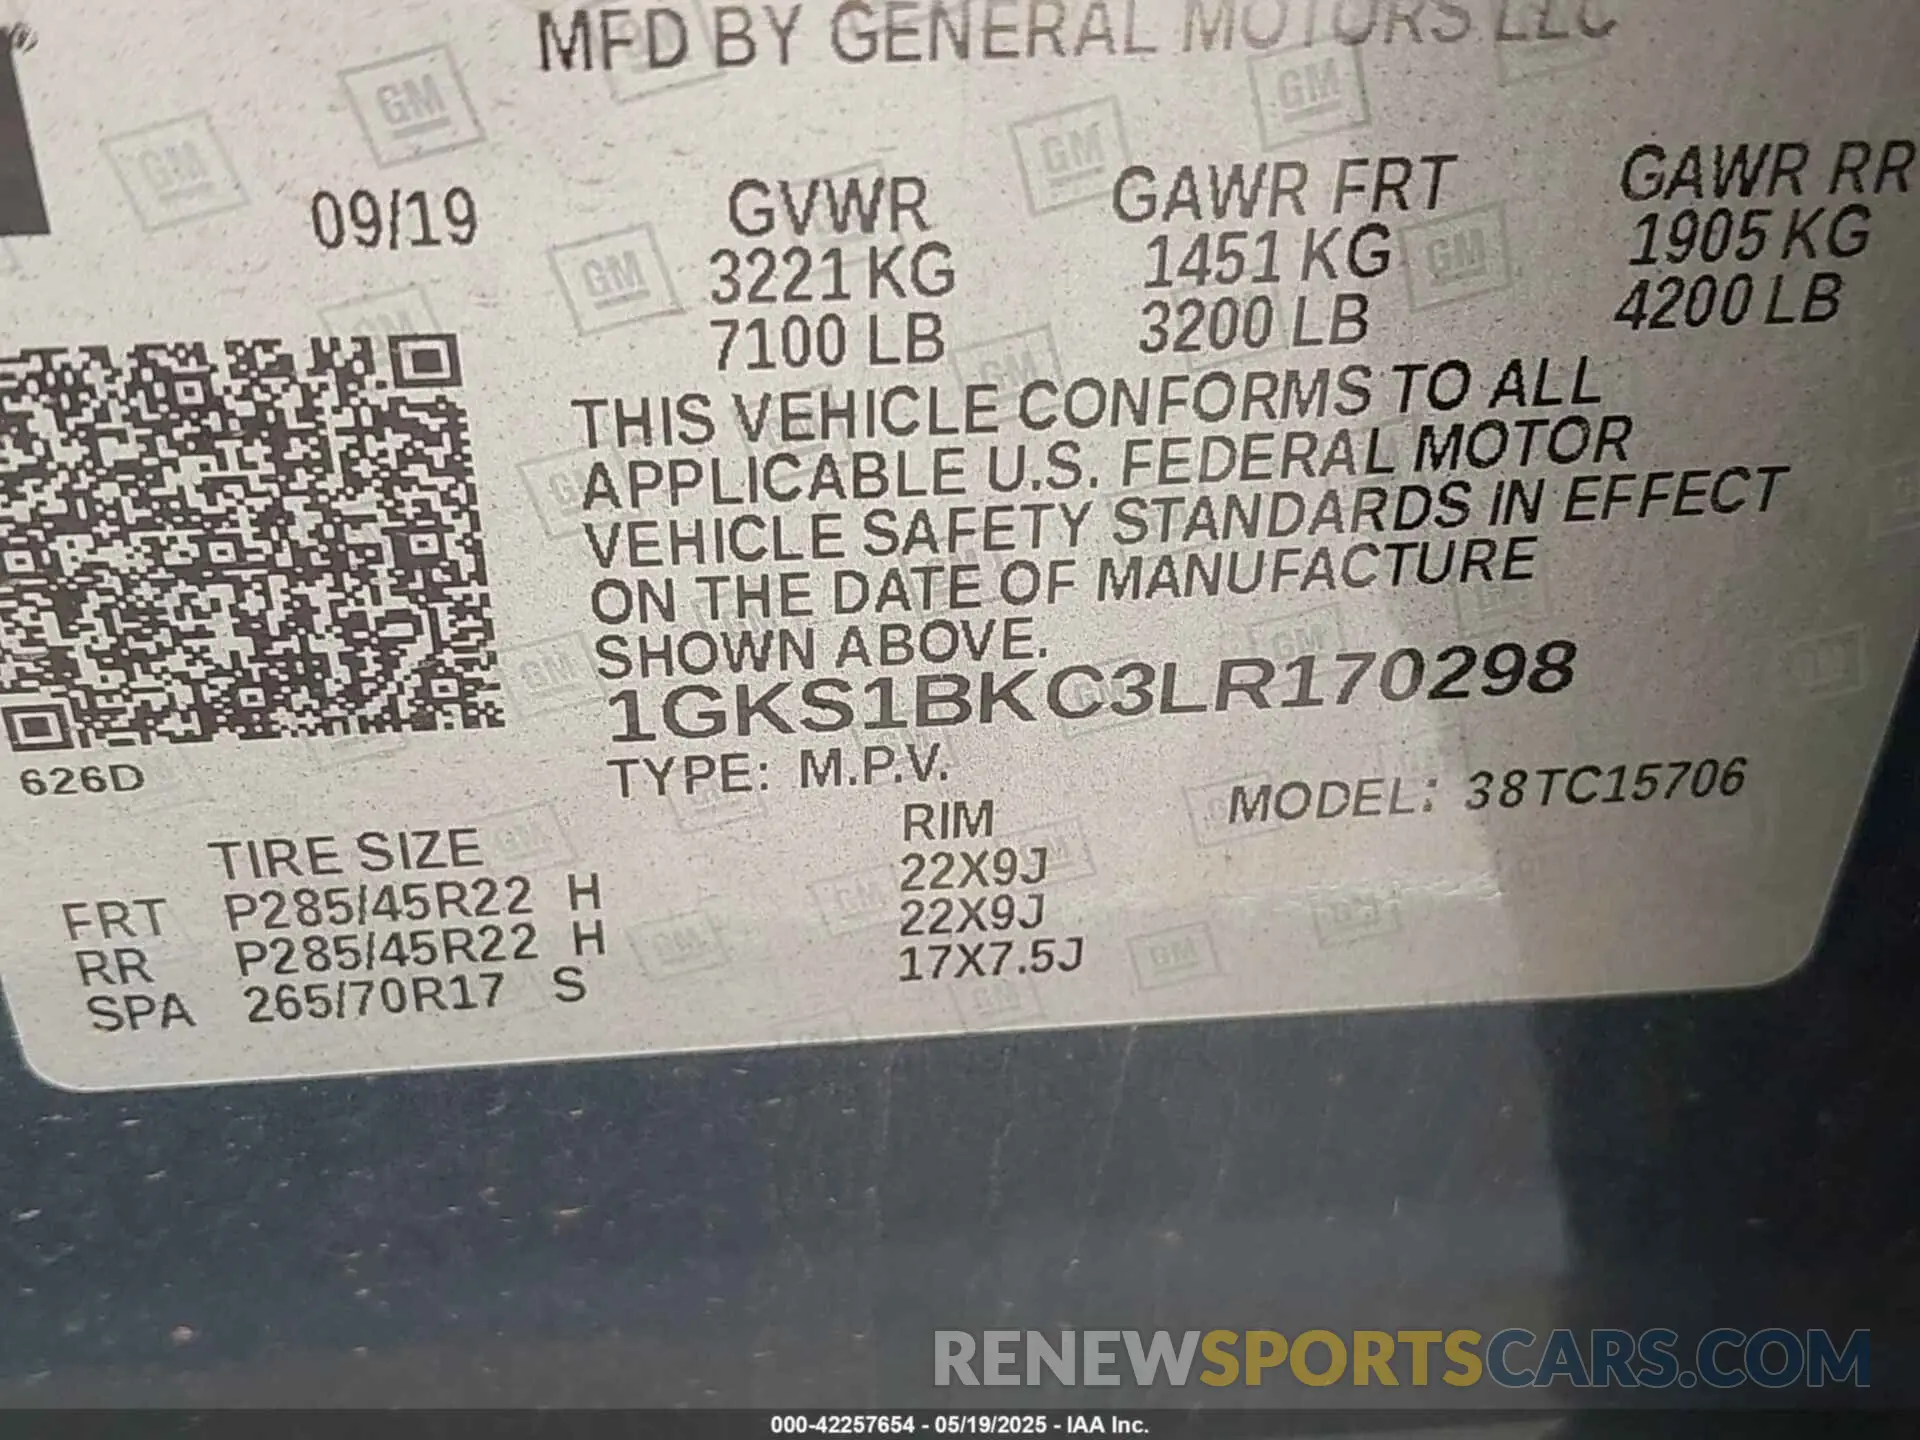 MFD BY GENERAL MOTORS LLC
09/19 GVWR GAWR FRT GAWR RR
3221 KG 1451 KG 1905 KG
7100 LB 3200 LB 4200 LB
THIS VEHICLE CONFORMS TO ALL
APPLICABLE U.S. FEDERAL MOTOR
VEHICLE SAFETY STANDARDS IN EFFECT
ON THE DATE OF MANUFACTURE
SHOWN ABOVE.
1GKS1BKC3LR170298
626D
TYPE: M.P.V. MODEL: 38TC15706
TIRE SIZE RIM
FRT P285/45R22 H 22X9J
RR P285/45R22 H 22X9J
SPA 265/70R17 S 17X7.5J
RENEWSPORTSCARS.COM
000-42257654 - 05/19/2025 - IAA Inc.